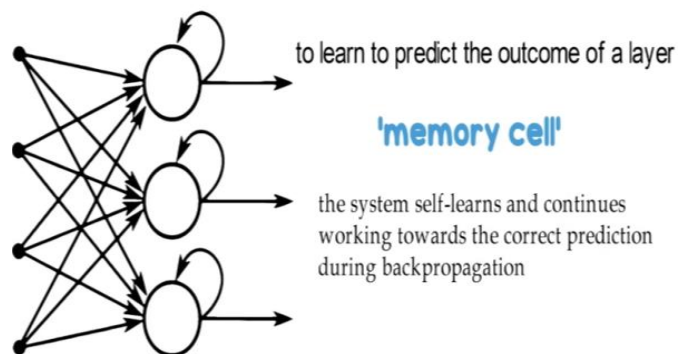 to learn to predict the outcome of a layer
'memory cell'
the system self-learns and continues
working towards the correct prediction
during backpropagation